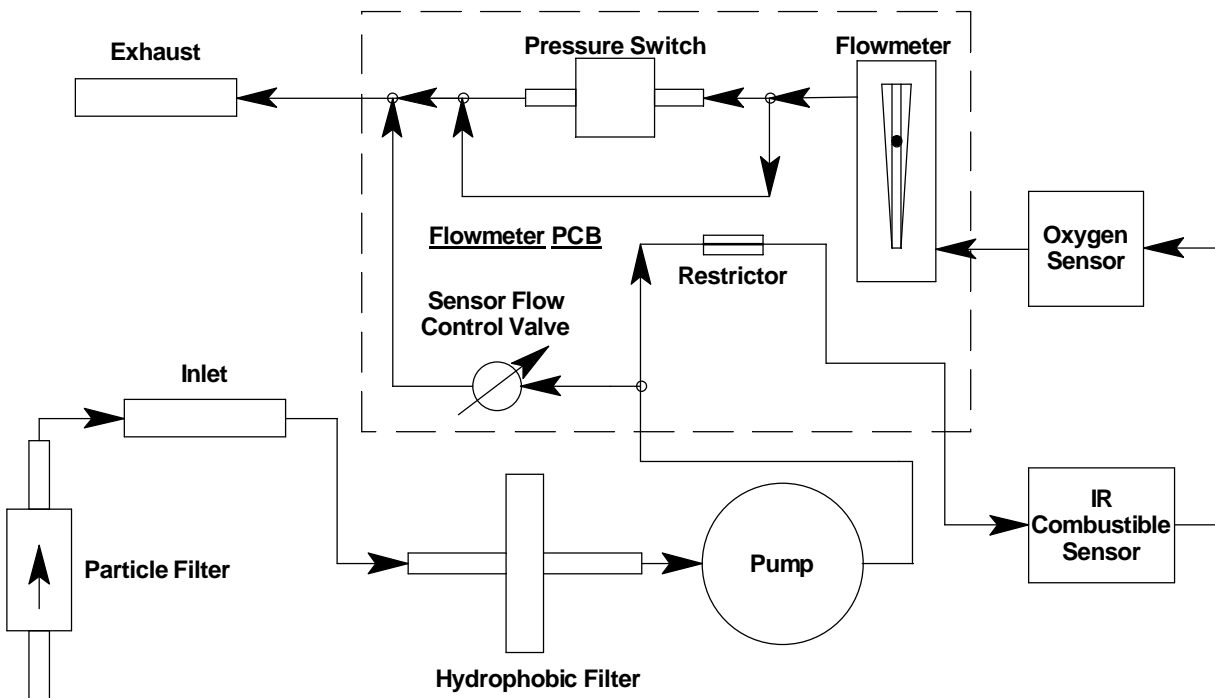 Exhaust
Pressure Switch
Flowmeter
Flowmeter PCB
Restrictor
Oxygen
Sensor
Sensor Flow
Control Valve
Inlet
Particle Filter
Hydrophobic Filter
Pump
IR
Combustible
Sensor